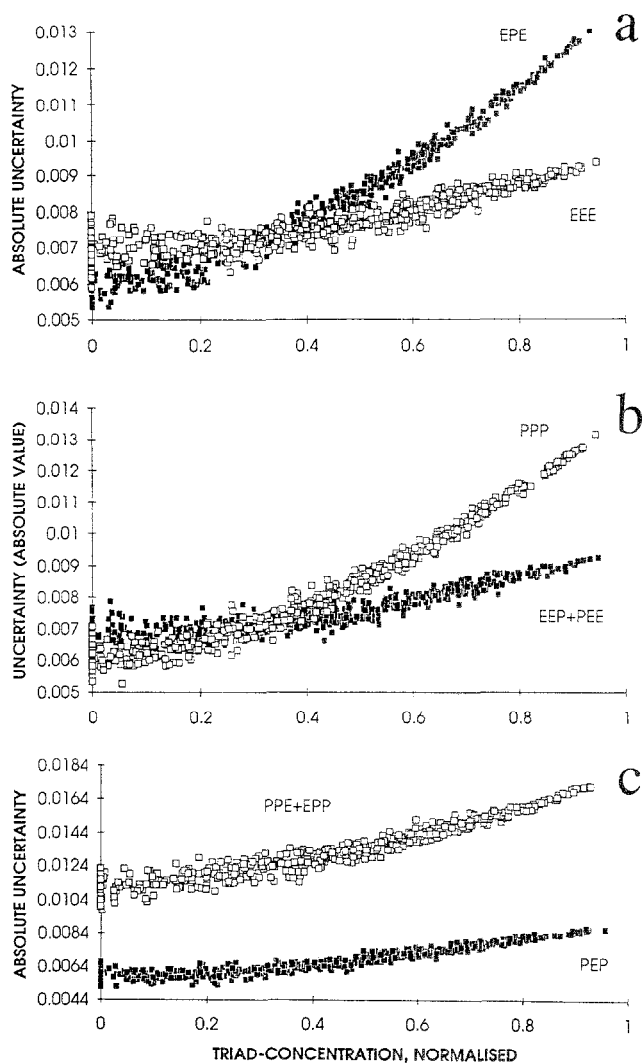 a
ABSOLUTE UNCERTAINTY
0.013
0.012
0.011
0.01
0.009
0.008
0.007
0.006
0.005
EPE
EEE
0 0.2 0.4 0.6 0.8 1
b
UNCERTAINTY (ABSOLUTE VALUE)
0.014
0.013
0.012
0.011
0.01
0.009
0.008
0.007
0.006
0.005
PPP
EEP+PEE
0 0.2 0.4 0.6 0.8 1
c
ABSOLUTE UNCERTAINTY
0.0184
0.0164
0.0144
0.0124
0.0104
0.0084
0.0064
0.0044
PPE+EPP
PEP
0 0.2 0.4 0.6 0.8 1
TRIAD-CONCENTRATION, NORMALISED